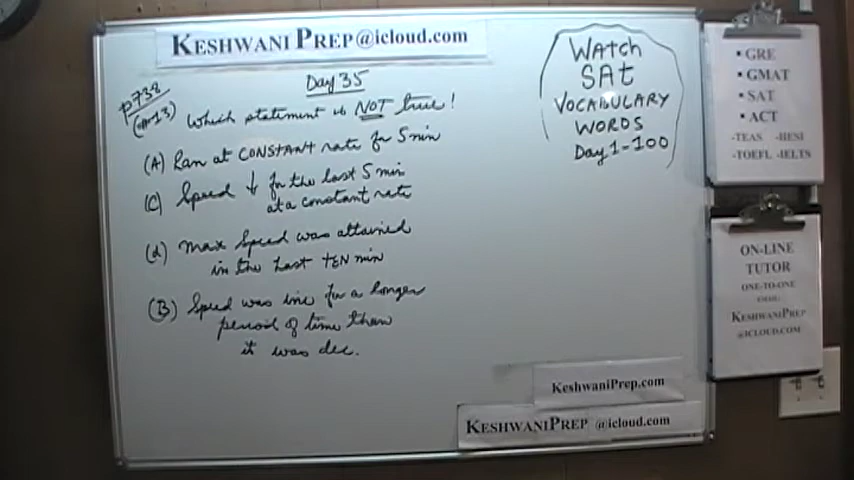 KESHWANI PREP@ICLOUD.COM
Day 35
p738
(#13)
Which statement is NOT true!
(A) Ran at CONSTANT rate for 5 min
(C) Speed ↓ for the last 5 min
at a constant rate
(d) Max Speed was attained
in the last TEN min
(B) Speed was inc for a longer
period of time than
it was dec.
WAtch
SAt
VOCABULARY
WORDS
Day 1-100
▪ GRE
▪ GMAT
▪ SAT
▪ ACT
-TEAS -HESI
-TOEFL -IELTS
ON-LINE
TUTOR
ONE-TO-ONE
EMAIL:
KESHWANIPREP
@ICLOUD.COM
KESHWANIPREP.COM
KESHWANIPREP @icloud.com